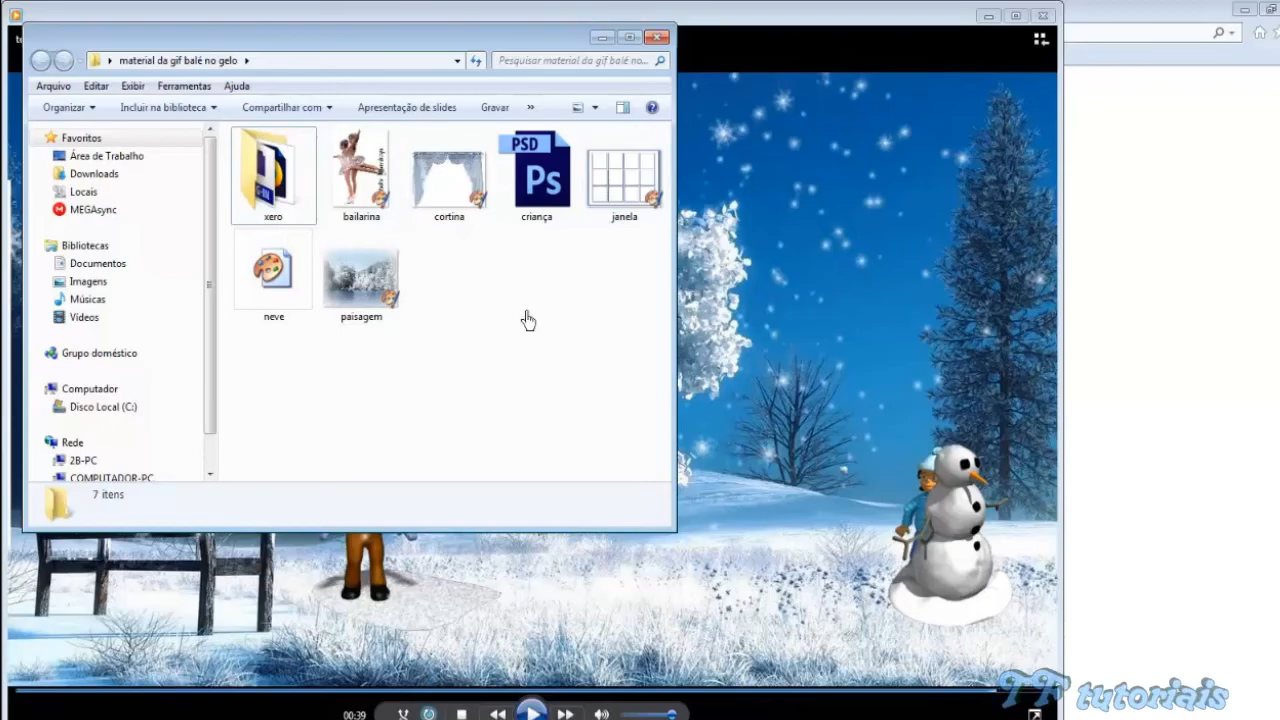 material da gif balé no gelo
Pesquisar material da gif balé no gelo...
Arquivo Editar Exibir Ferramentas Ajuda
Organizar Incluir na biblioteca Compartilhar com Apresentação de slides Gravar »
Favoritos
Área de Trabalho
Downloads
Locais
MEGAsync
Bibliotecas
Documentos
Imagens
Músicas
Vídeos
Grupo doméstico
Computador
Disco Local (C:)
Rede
2B-PC
COMPUTADOR-PC
PSD
Ps
xero bailarina cortina criança janela
neve paisagem
7 itens
00:39
TF tutoriais